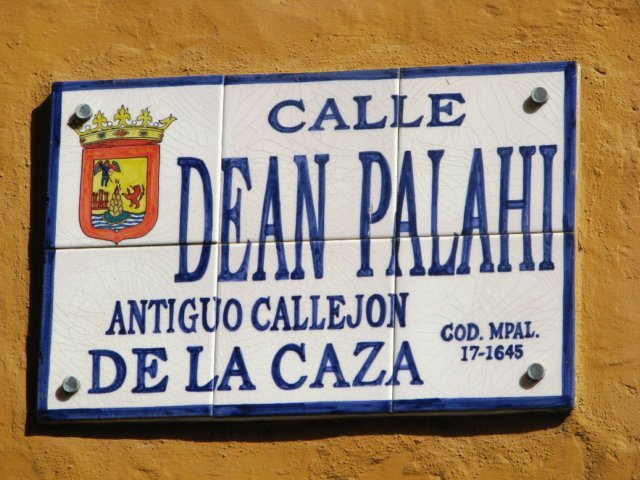 CALLE
DEAN PALAHI
ANTIGUO CALLEJON
DE LA CAZA
COD. MPAL.
17-1645